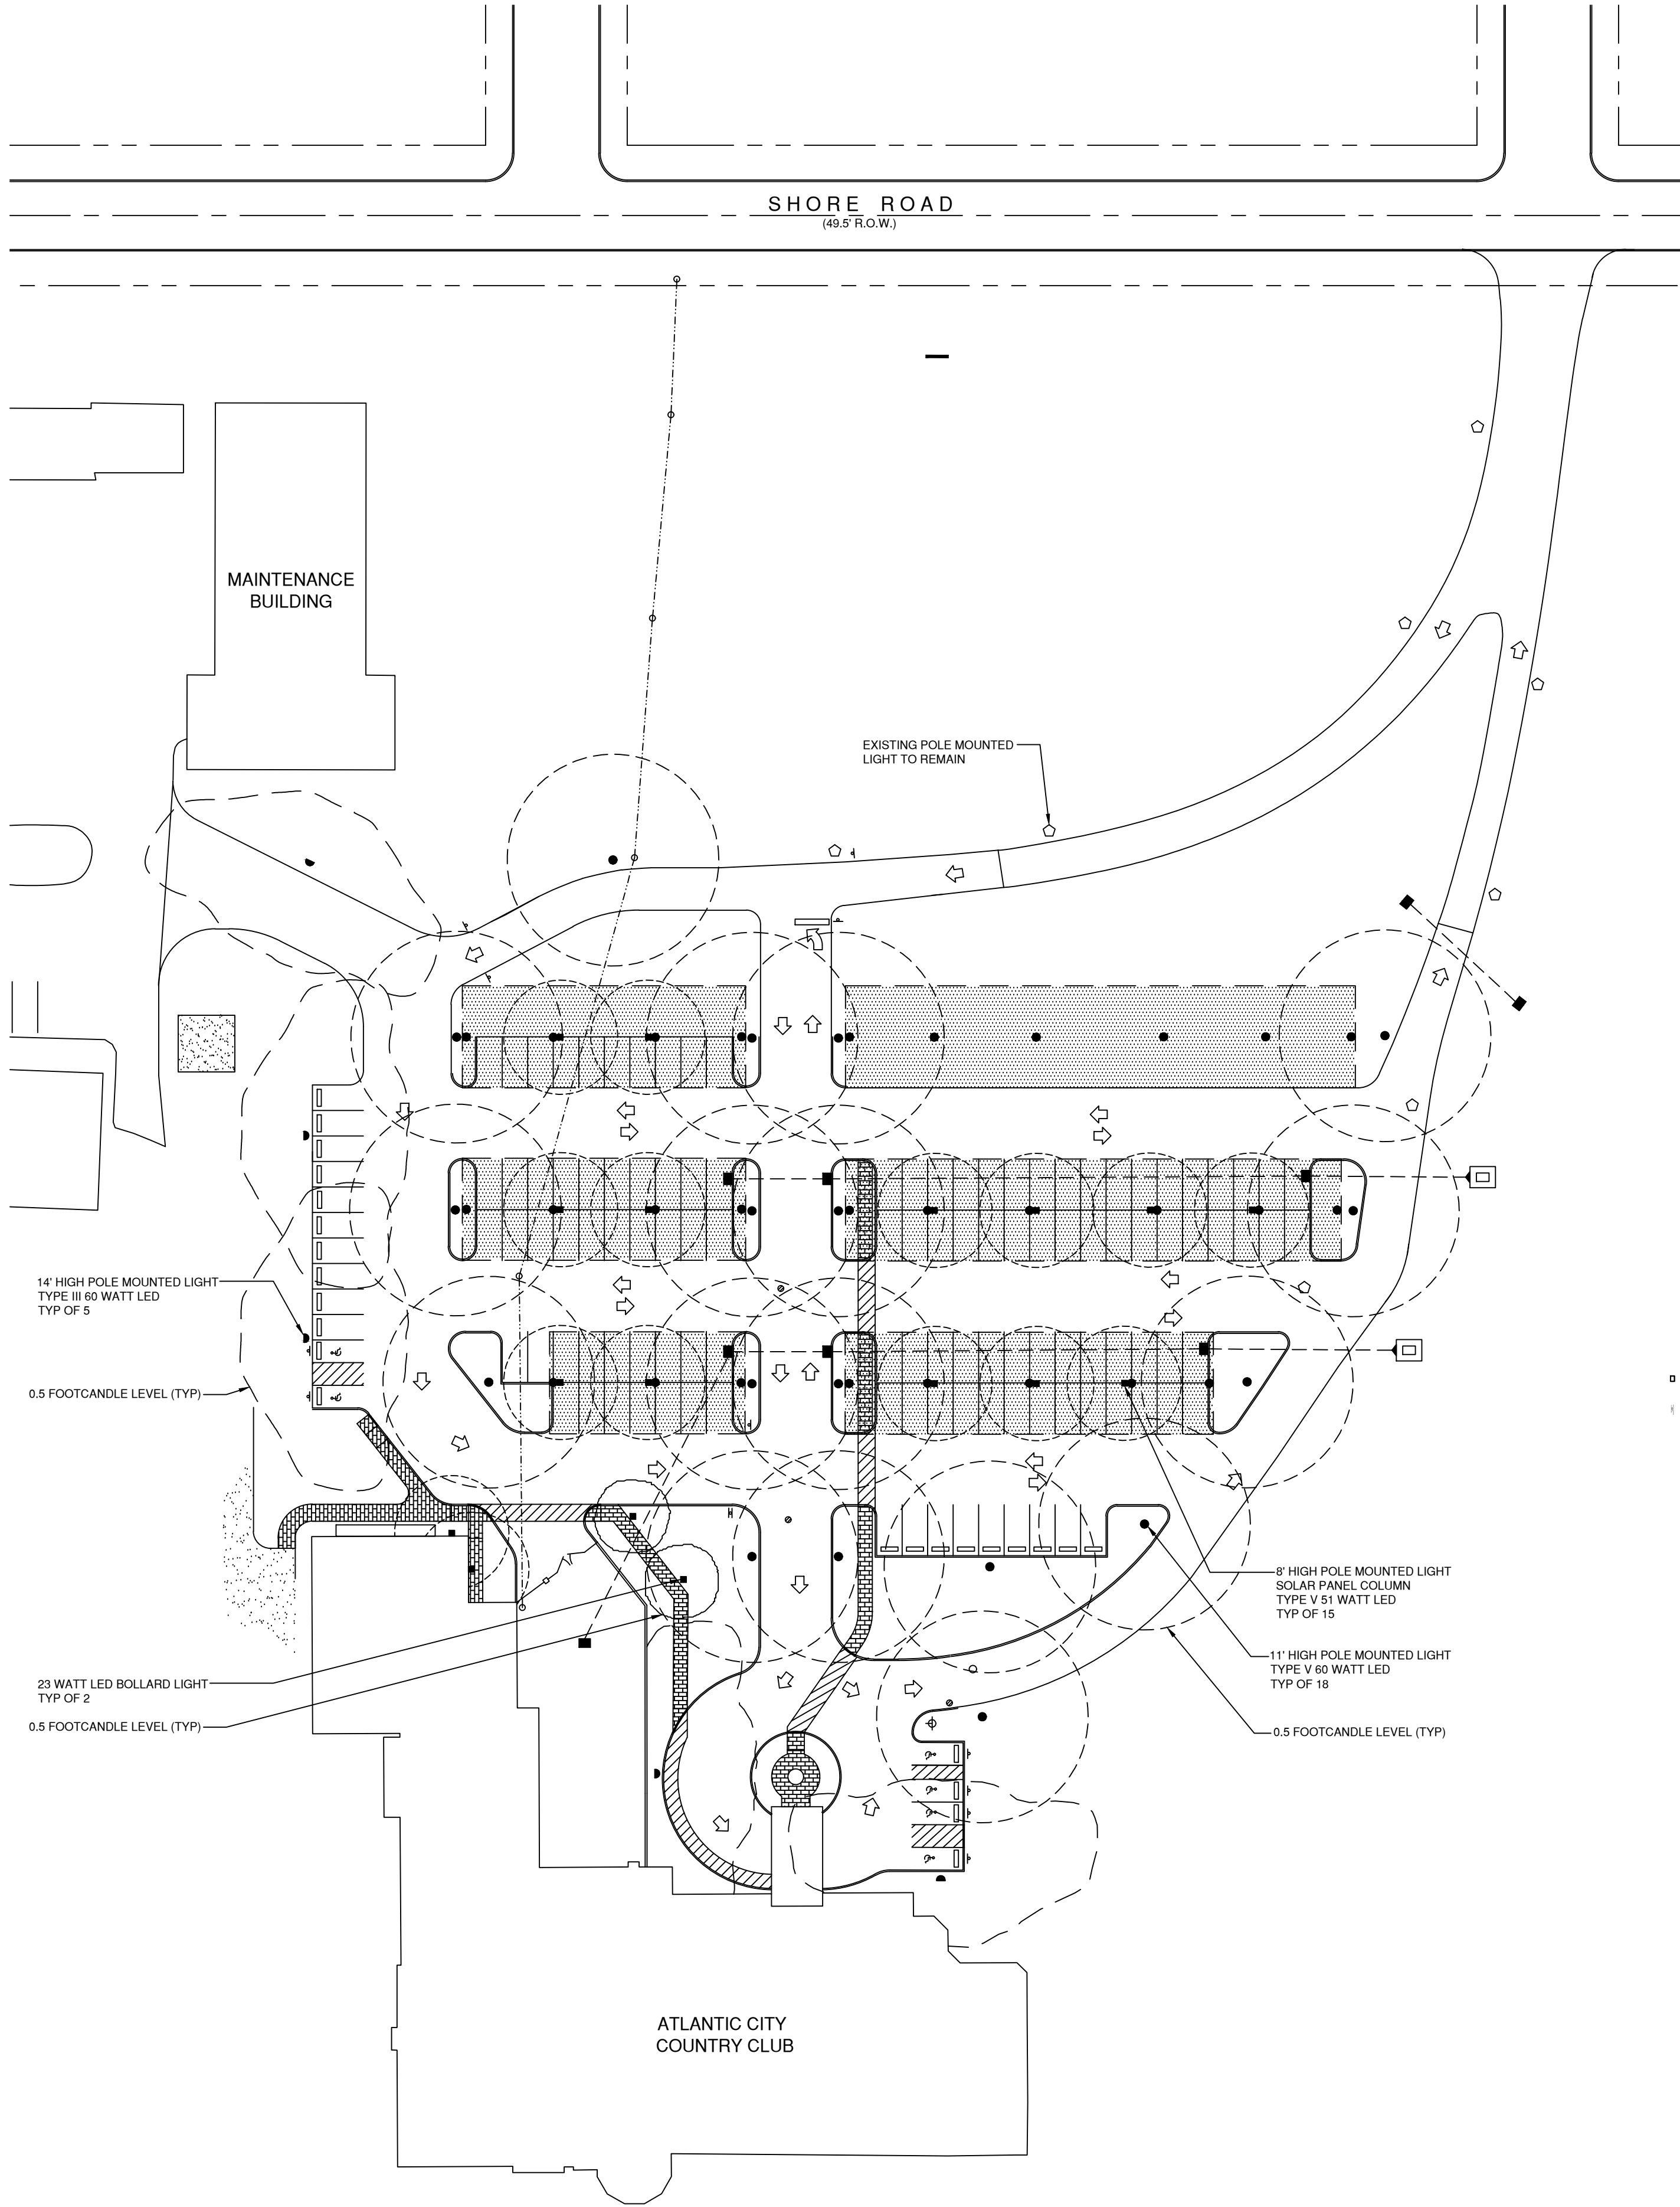 SHORE ROAD
(49.5' R.O.W.)
MAINTENANCE
BUILDING
EXISTING POLE MOUNTED
LIGHT TO REMAIN
14' HIGH POLE MOUNTED LIGHT
TYPE III 60 WATT LED
TYP OF 5
0.5 FOOTCANDLE LEVEL (TYP)
8' HIGH POLE MOUNTED LIGHT
SOLAR PANEL COLUMN
TYPE V 51 WATT LED
TYP OF 15
11' HIGH POLE MOUNTED LIGHT
TYPE V 60 WATT LED
TYP OF 18
0.5 FOOTCANDLE LEVEL (TYP)
23 WATT LED BOLLARD LIGHT
TYP OF 2
0.5 FOOTCANDLE LEVEL (TYP)
ATLANTIC CITY
COUNTRY CLUB